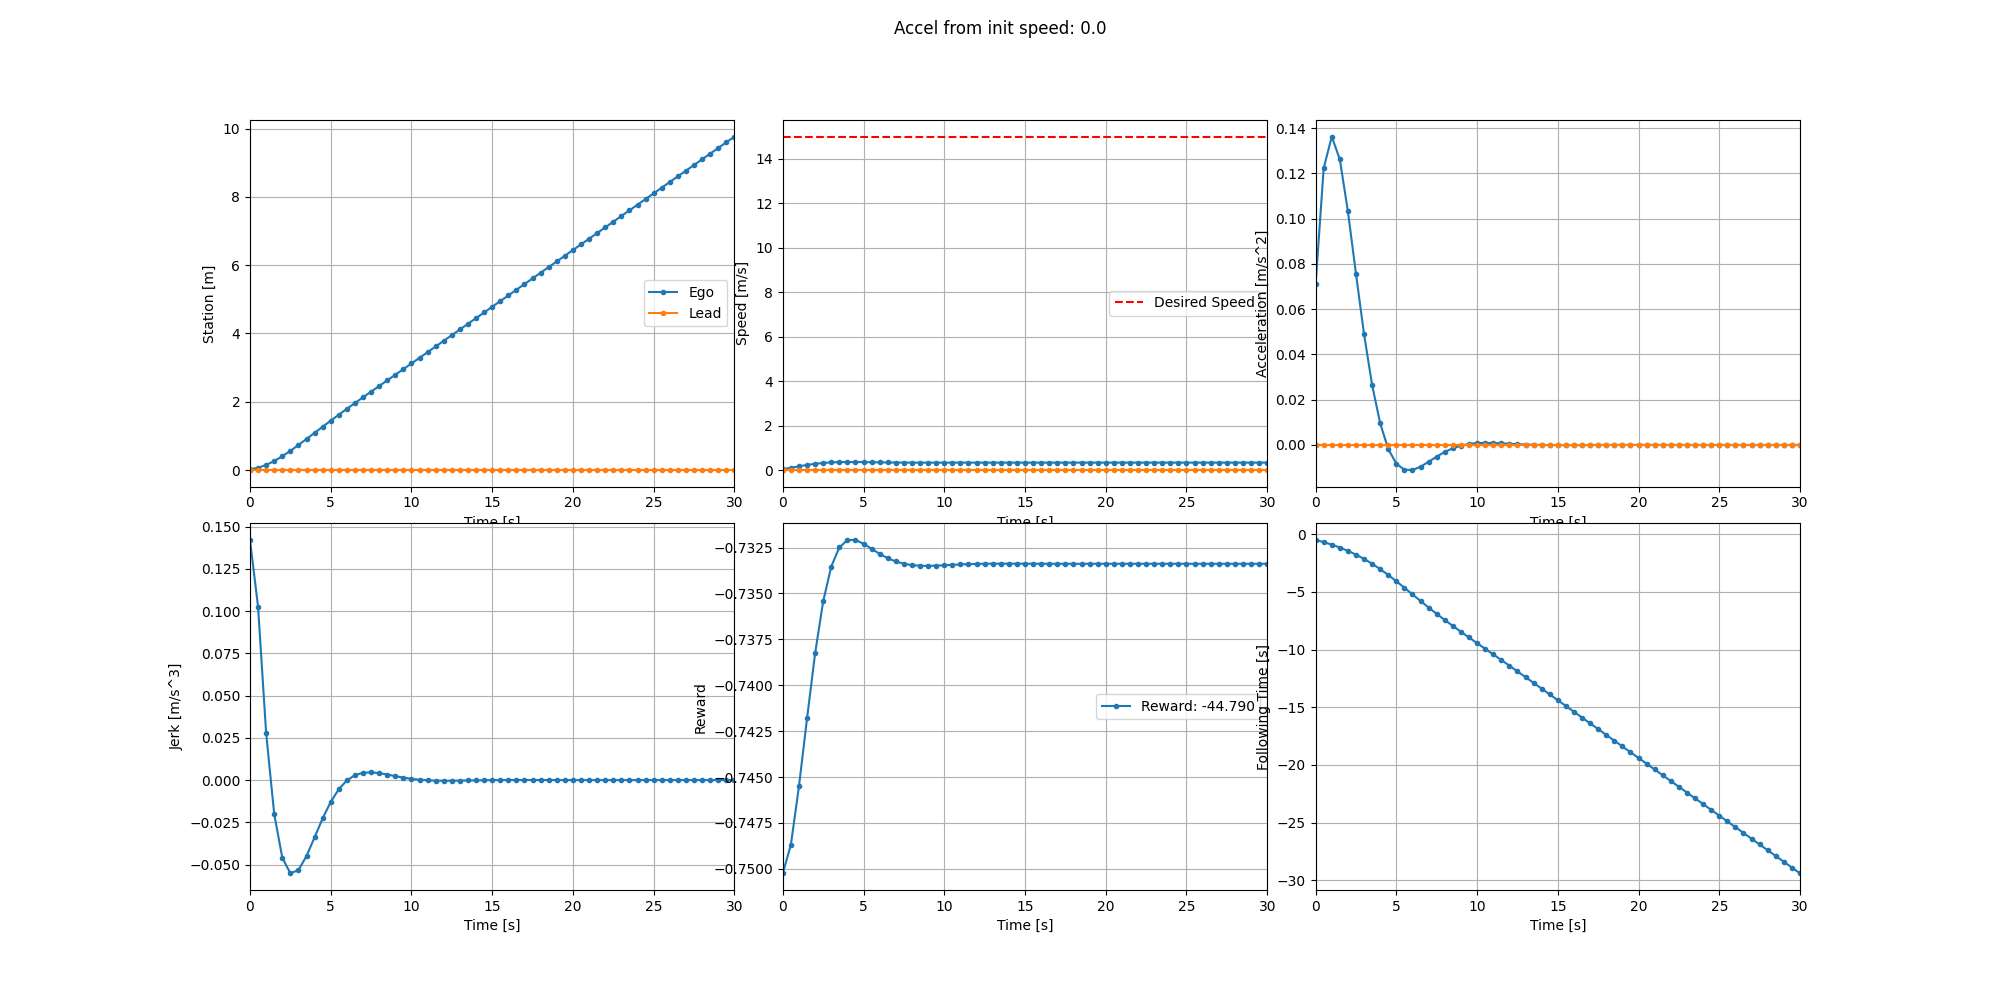 Accel from init speed: 0.0
Station [m]
10
8
6
4
2
0
0 5 10 15 20 25 30
Time [s]
Ego
Lead
Speed [m/s]
14
12
10
8
6
4
2
0
0 5 10 15 20 25 30
Time [s]
Desired Speed
Acceleration [m/s^2]
0.14
0.12
0.10
0.08
0.06
0.04
0.02
0.00
0 5 10 15 20 25 30
Time [s]
Jerk [m/s^3]
0.150
0.125
0.100
0.075
0.050
0.025
0.000
−0.025
−0.050
0 5 10 15 20 25 30
Time [s]
Reward
−0.7325
−0.7350
−0.7375
−0.7400
−0.7425
−0.7450
−0.7475
−0.7500
0 5 10 15 20 25 30
Time [s]
Reward: -44.790
Following Time [s]
0
−5
−10
−15
−20
−25
−30
0 5 10 15 20 25 30
Time [s]